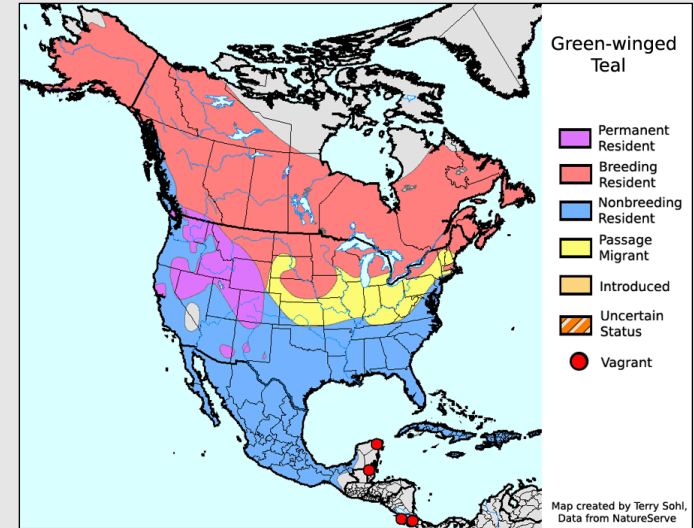 Green-winged
Teal
Permanent
Resident
Breeding
Resident
Nonbreeding
Resident
Passage
Migrant
Introduced
Uncertain
Status
Vagrant
Map created by Terry Sohl,
Data from NatureServe